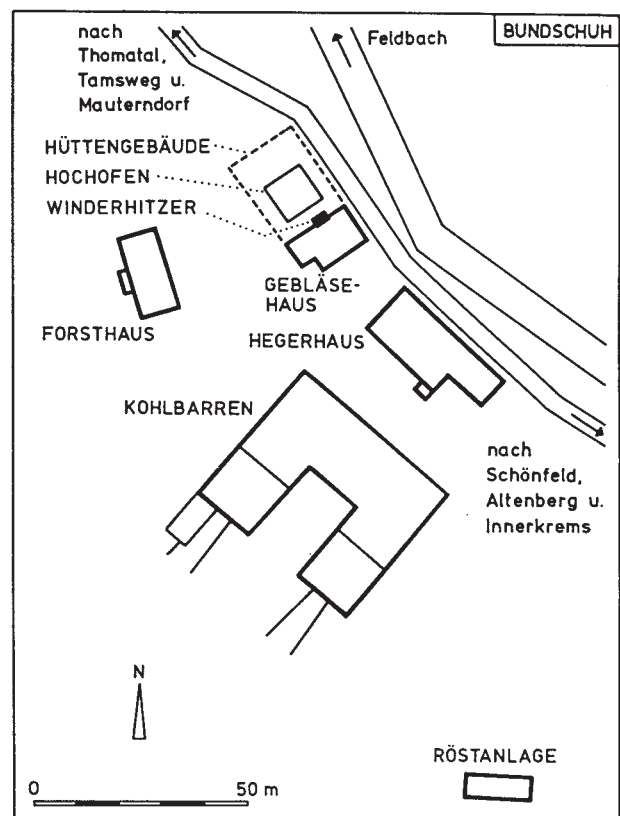 BUNDSCHUH
nach
Thomatal,
Tamsweg u.
Mauterndorf
Feldbach
HÜTTENGEBÄUDE
HOCHOFEN
WINDERHITZER
GEBLÄSE-
HAUS
FORSTHAUS
HEGERHAUS
KOHLBARREN
nach
Schönfeld,
Altenberg u.
Innerkrems
N
RÖSTANLAGE
0 50 m